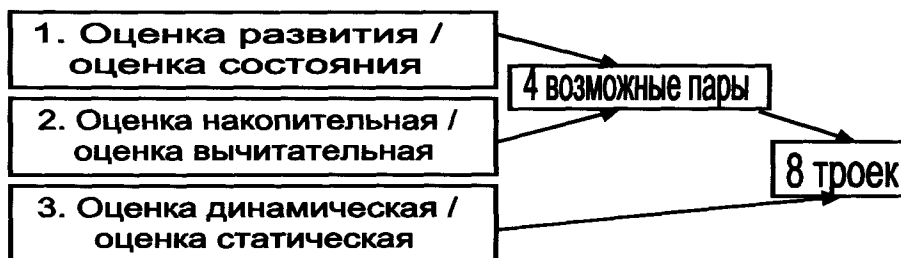 1. Оценка развития /
оценка состояния
4 возможные пары
2. Оценка накопительная /
оценка вычитательная
8 троек
3. Оценка динамическая /
оценка статическая